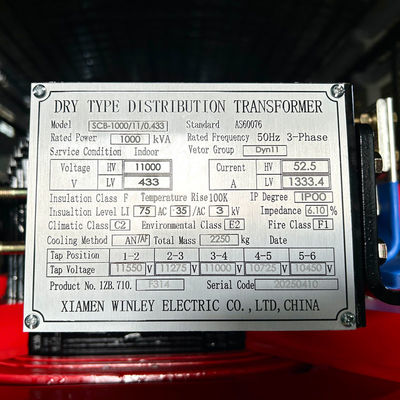 DRY TYPE DISTRIBUTION TRANSFORMER
Model SCB-1000/11/0.433 Standard AS60076
Rated Power 1000 kVA Rated Frequency 50Hz 3-Phase
Service Condition Indoor Vetor Group Dyn11
Voltage HV 11000 Current HV 52.5
V LV 433 A LV 1333.4
Insulation Class F Temperature Rise100K IP Degree IP00
Insualtion Level LI 75 AC 35/AC 3 kV Impedance 6.10%
Climatic Class C2 Environmental Class E2 Fire Class F1
Cooling Method AN/AF Total Mass 2250 kg Date
Tap Position 1-2 2-3 3-4 4-5 5-6
Tap Voltage 11550 V 11275 V 11000 V 10725 V 10450 V
Product No. 1ZB.710. F314 Serial Code 20250410
XIAMEN WINLEY ELECTRIC CO., LTD, CHINA